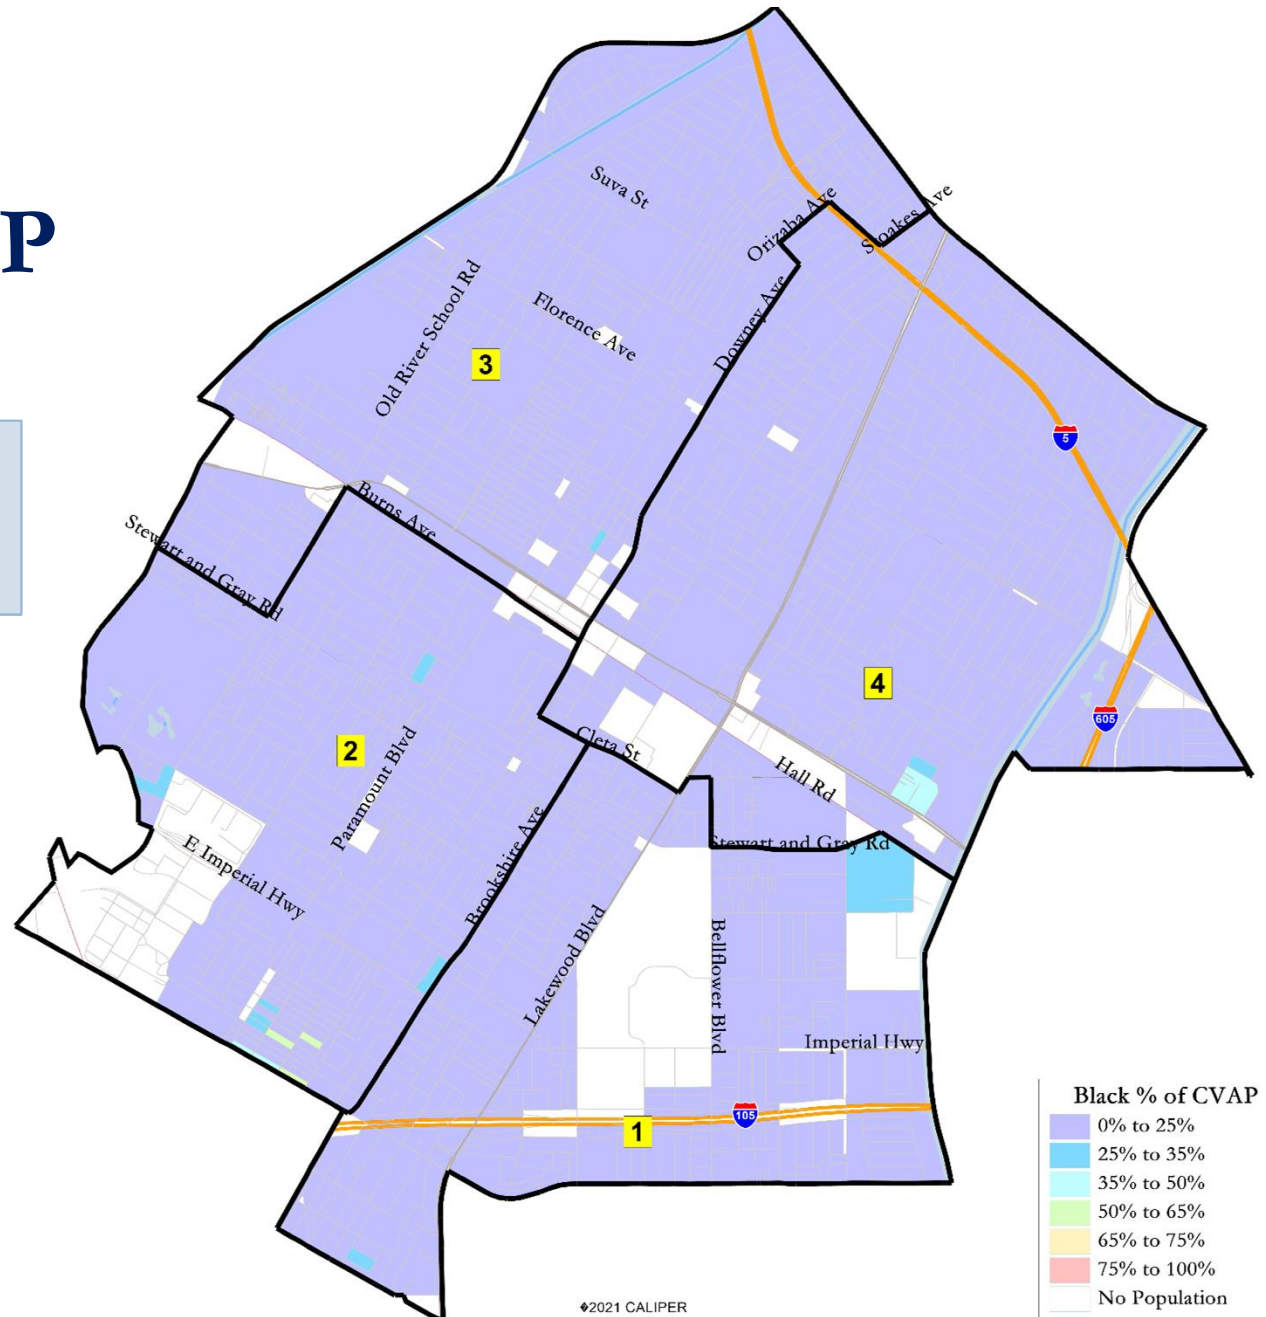 P
Suva St
Orizaba Ave
Stoakes Ave
Old River School Rd
Florence Ave
Downey Ave
3
5
Burns Ave
Stewart and Gray Rd
4
605
2
Paramount Blvd
Cleta St
Hall Rd
E Imperial Hwy
Brookshire Ave
Stewart and Gray Rd
Lakewood Blvd
Bellflower Blvd
Imperial Hwy
105
1
Black % of CVAP
0% to 25%
25% to 35%
35% to 50%
50% to 65%
65% to 75%
75% to 100%
No Population
�2021 CALIPER